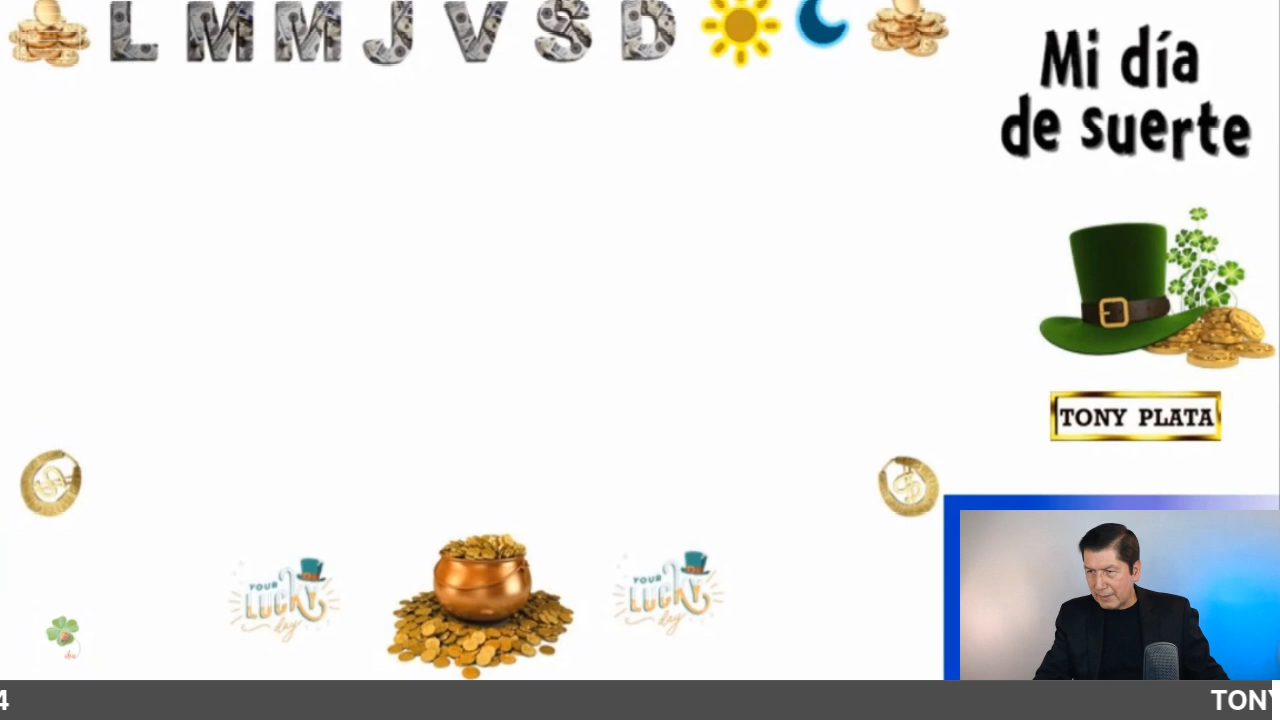 L M M J V S D
Mi día
de suerte
TONY PLATA
YOUR
LUCKY
day
YOUR
LUCKY
day
4
TONY